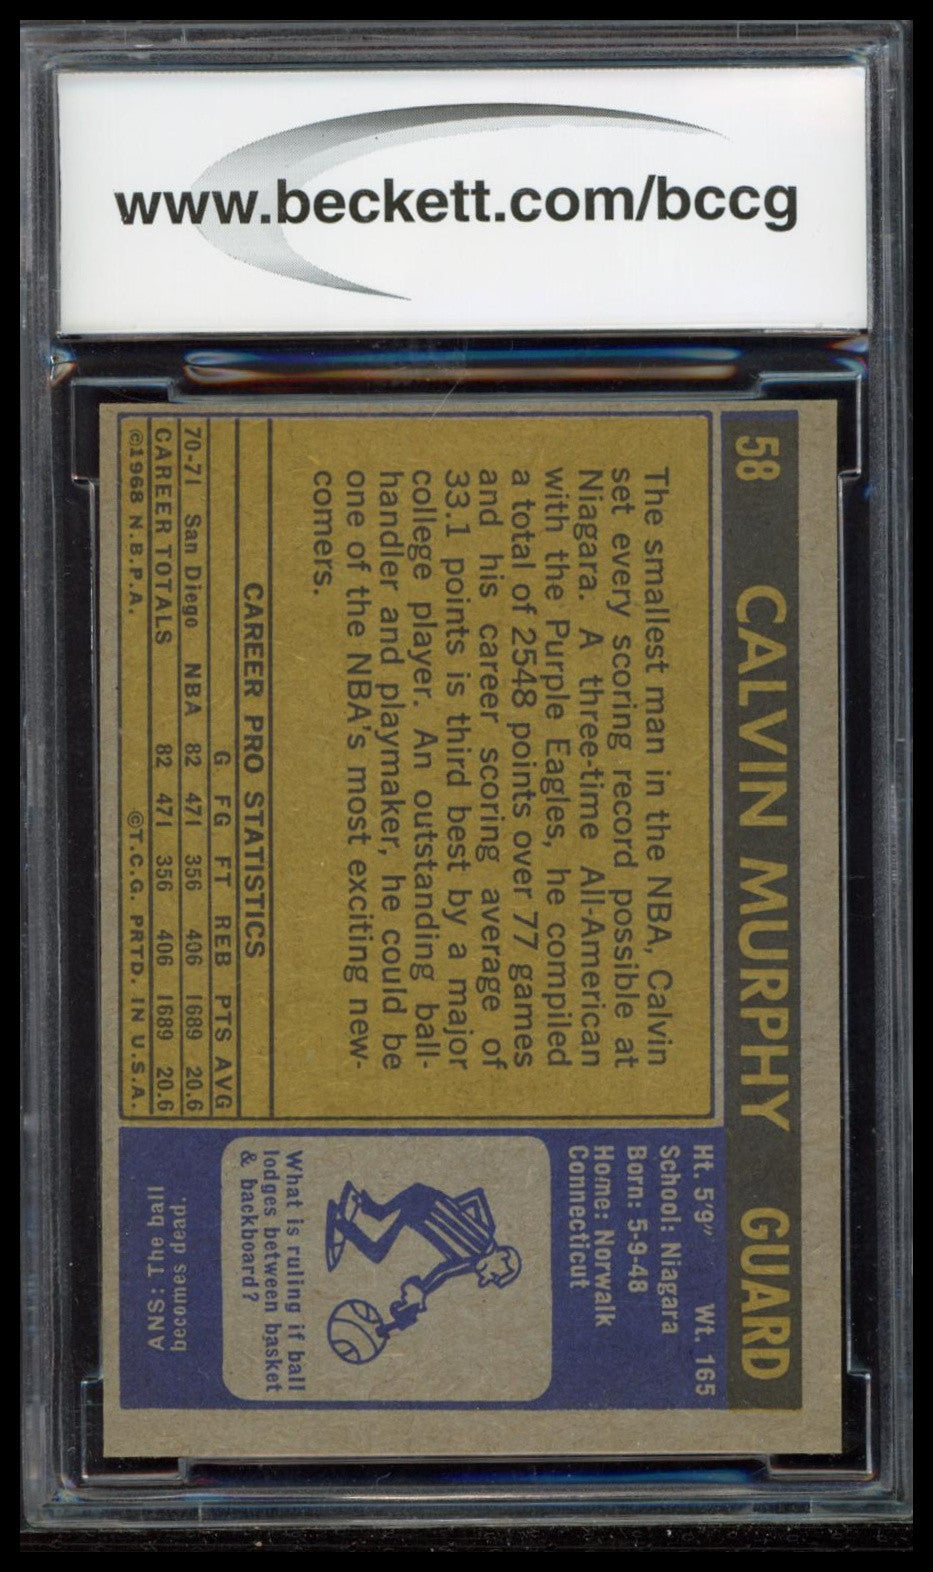 www.beckett.com/bccg
58 CALVIN MURPHY GUARD
The smallest man in the NBA, Calvin
set every scoring record possible at
Niagara. A three-time All-American
with the Purple Eagles, he compiled
a total of 2548 points over 77 games
and his career scoring average of
33.1 points is third best by a major
college player. An outstanding ball-
handler and playmaker, he could be
one of the NBA's most exciting new-
comers.
CAREER PRO STATISTICS
G FG FT REB PTS AVG
70-71 San Diego NBA 82 471 356 406 1689 20.6
CAREER TOTALS 82 471 356 406 1689 20.6
©1968 N.B.P.A. ©T.C.G. PRTD. IN U.S.A.
Ht. 5'9" Wt. 165
School: Niagara
Born: 5-9-48
Home: Norwalk
Connecticut
What is ruling if ball
lodges between basket
& backboard?
ANS: The ball
becomes dead.